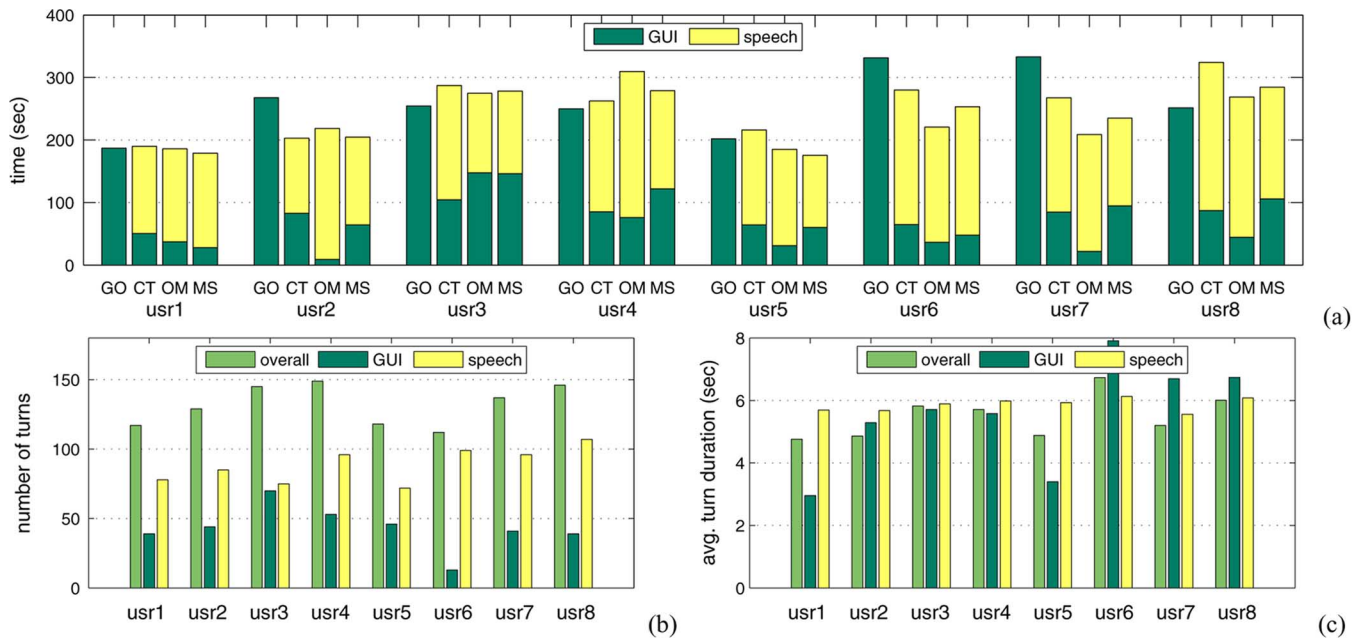 400
300
200
100
0
time (sec)
GUI speech
GO CT OM MS GO CT OM MS GO CT OM MS GO CT OM MS GO CT OM MS GO CT OM MS GO CT OM MS GO CT OM MS
usr1 usr2 usr3 usr4 usr5 usr6 usr7 usr8
(a)
150
100
50
0
number of turns
overall GUI speech
usr1 usr2 usr3 usr4 usr5 usr6 usr7 usr8
(b)
8
6
4
2
0
avg. turn duration (sec)
overall GUI speech
usr1 usr2 usr3 usr4 usr5 usr6 usr7 usr8
(c)